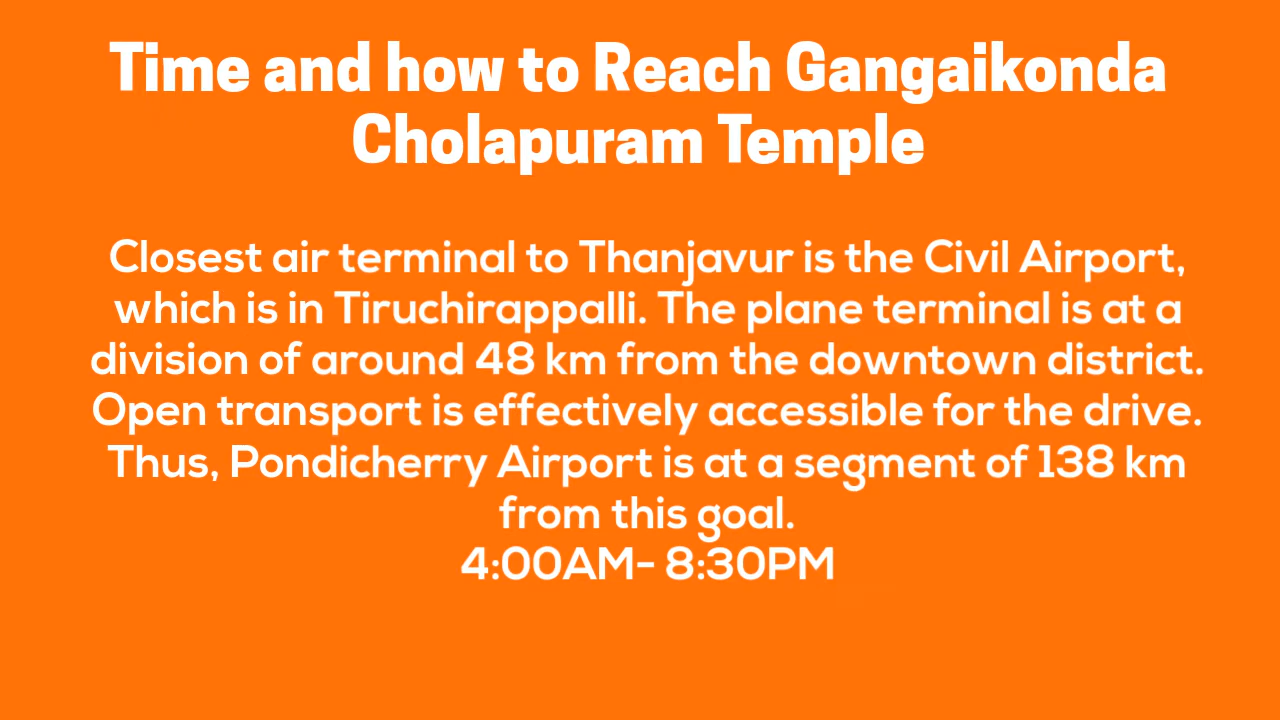 Time and how to Reach Gangaikonda
Cholapuram Temple
Closest air terminal to Thanjavur is the Civil Airport,
which is in Tiruchirappalli. The plane terminal is at a
division of around 48 km from the downtown district.
Open transport is effectively accessible for the drive.
Thus, Pondicherry Airport is at a segment of 138 km
from this goal.
4:00AM- 8:30PM